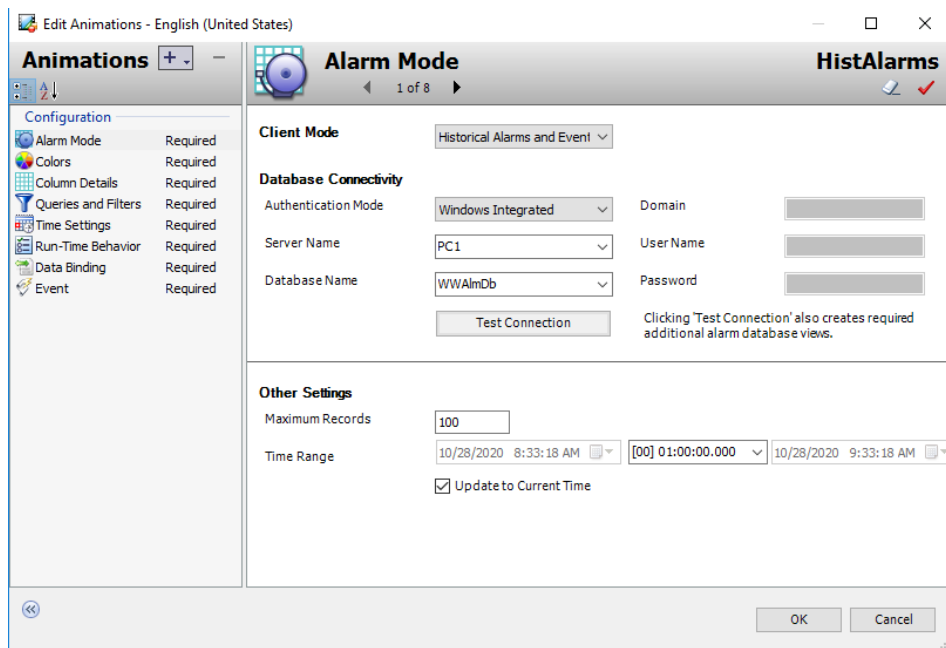 Edit Animations - English (United States)
Animations
Alarm Mode
HistAlarms
1 of 8
Configuration
Alarm Mode Required
Colors Required
Column Details Required
Queries and Filters Required
Time Settings Required
Run-Time Behavior Required
Data Binding Required
Event Required
Client Mode Historical Alarms and Event
Database Connectivity
Authentication Mode Windows Integrated Domain
Server Name PC1 User Name
Database Name WWAlmDb Password
Test Connection
Clicking 'Test Connection' also creates required
additional alarm database views.
Other Settings
Maximum Records 100
Time Range 10/28/2020 8:33:18 AM [00] 01:00:00.000 10/28/2020 9:33:18 AM
Update to Current Time
OK Cancel